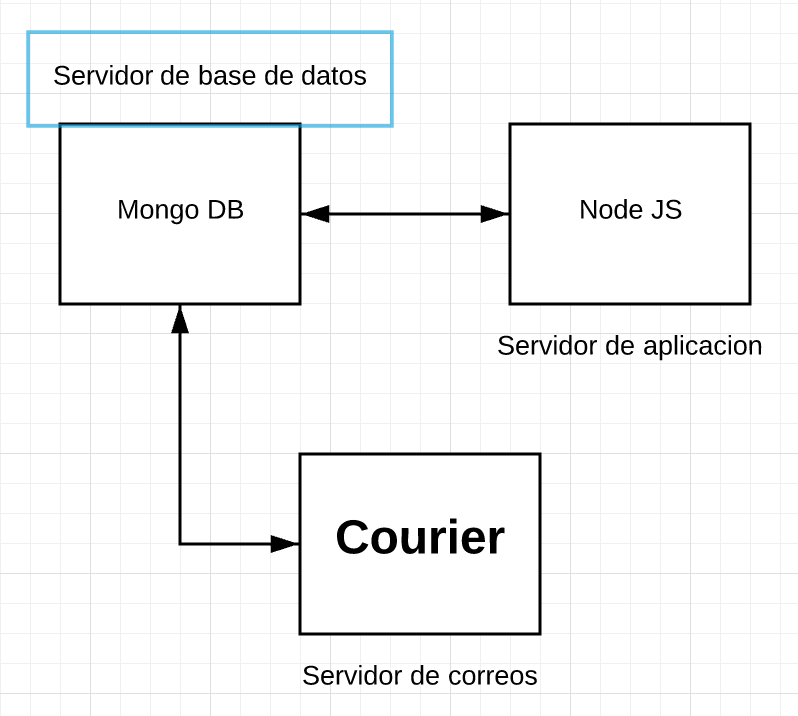 Servidor de base de datos
Mongo DB
Node JS
Servidor de aplicacion
Courier
Servidor de correos